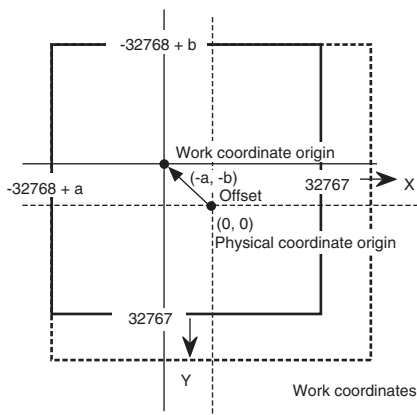 -32768 + b
Work coordinate origin
(-a, -b)
32767
X
-32768 + a
Offset
(0, 0)
Physical coordinate origin
32767
Y
Work coordinates